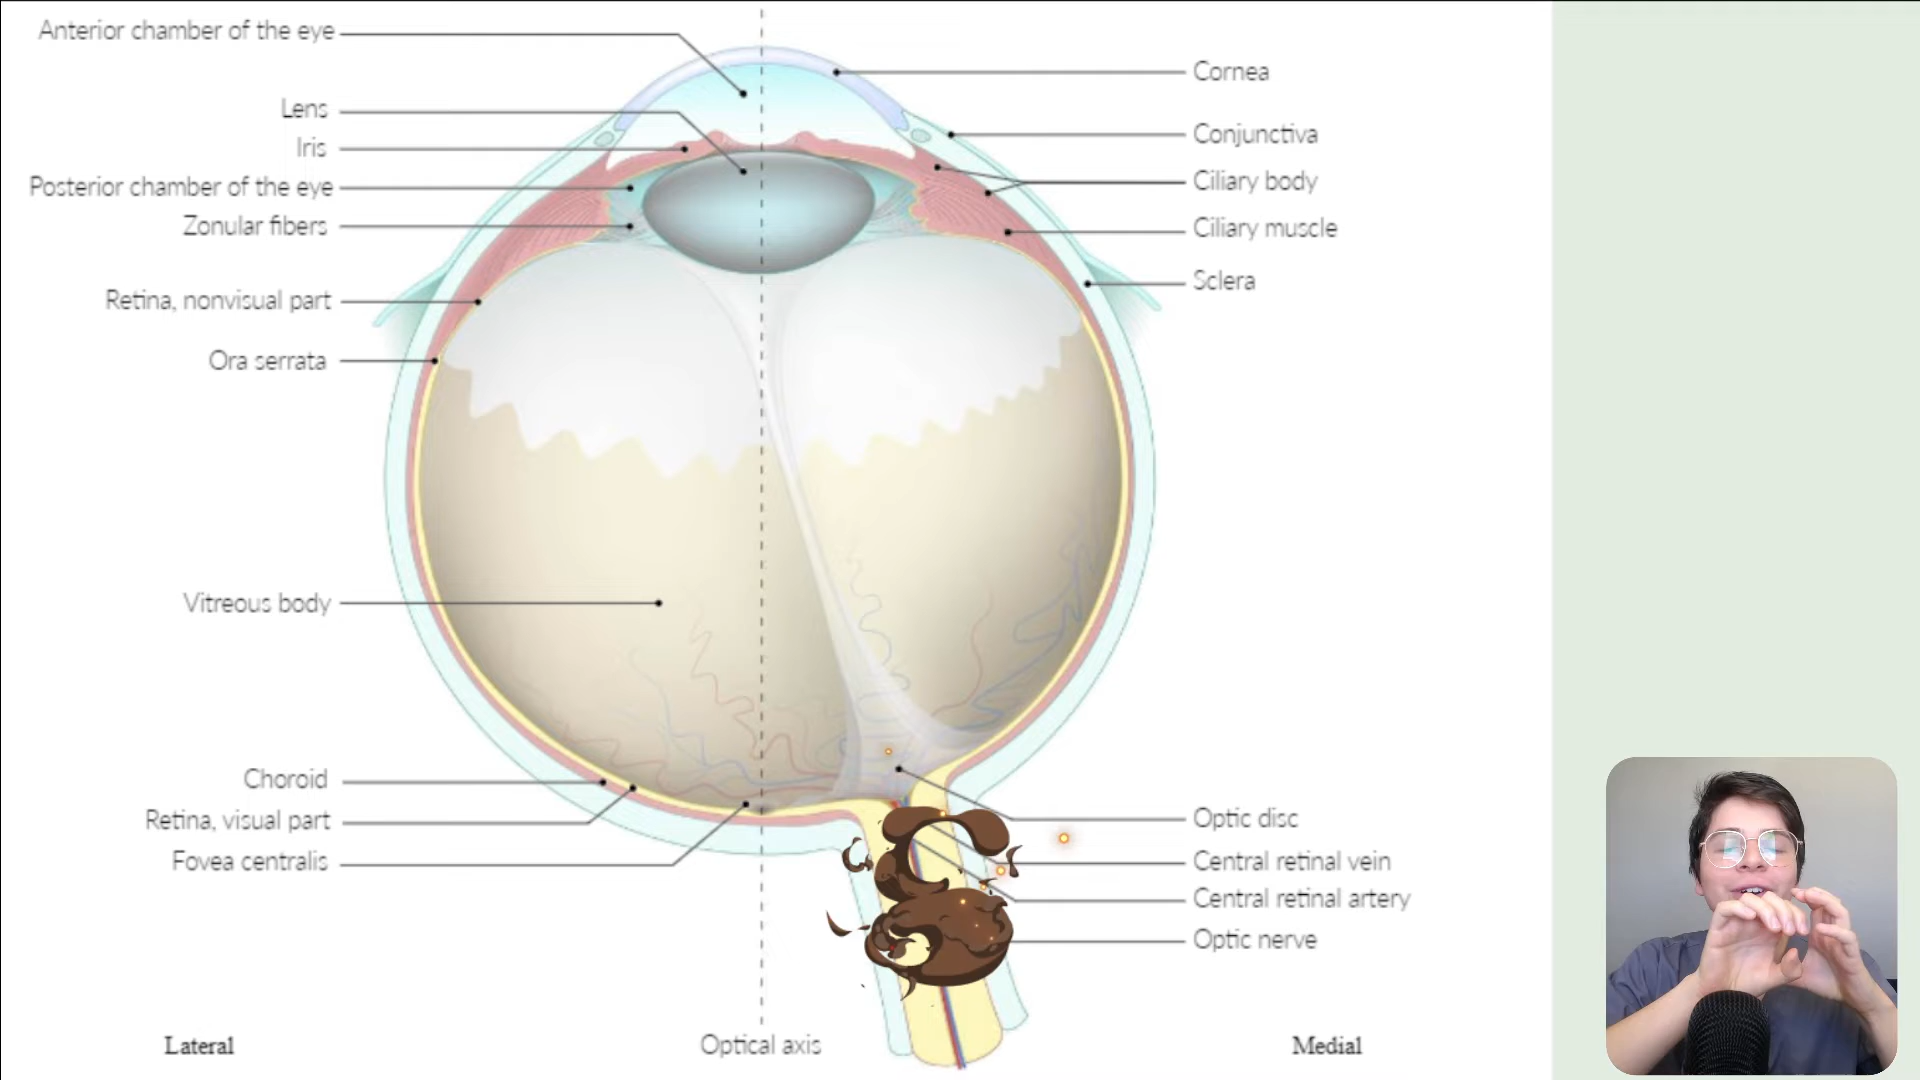 Anterior chamber of the eye
Lens
Iris
Posterior chamber of the eye
Zonular fibers
Retina, nonvisual part
Ora serrata
Vitreous body
Choroid
Retina, visual part
Fovea centralis
Cornea
Conjunctiva
Ciliary body
Ciliary muscle
Sclera
Optic disc
Central retinal vein
Central retinal artery
Optic nerve
Lateral
Optical axis
Medial